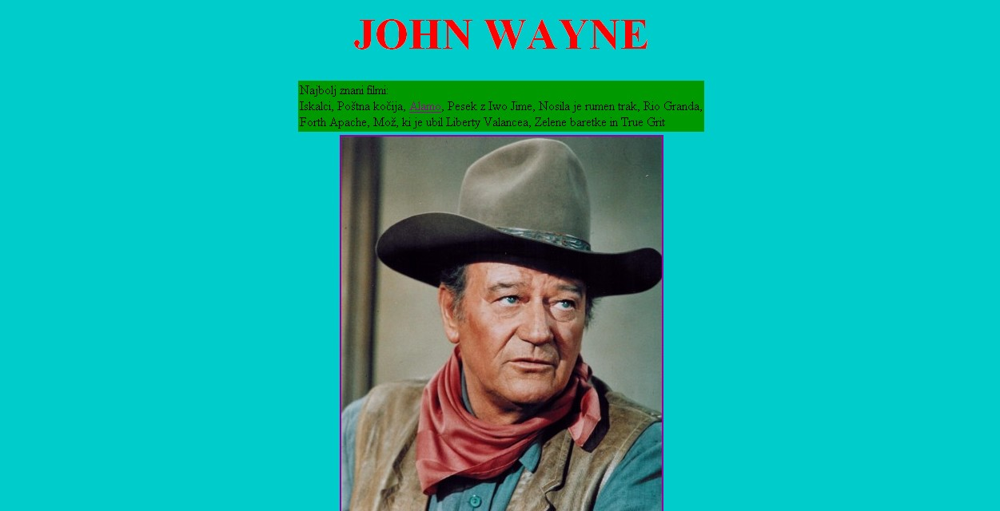 JOHN WAYNE
Najbolj znani filmi:
Iskalci, Poštna kočija, Alamo, Pesek z Iwo Jime, Nosila je rumen trak, Rio Granda,
Forth Apache, Mož, ki je ubil Liberty Valancea, Zelene baretke in True Grit